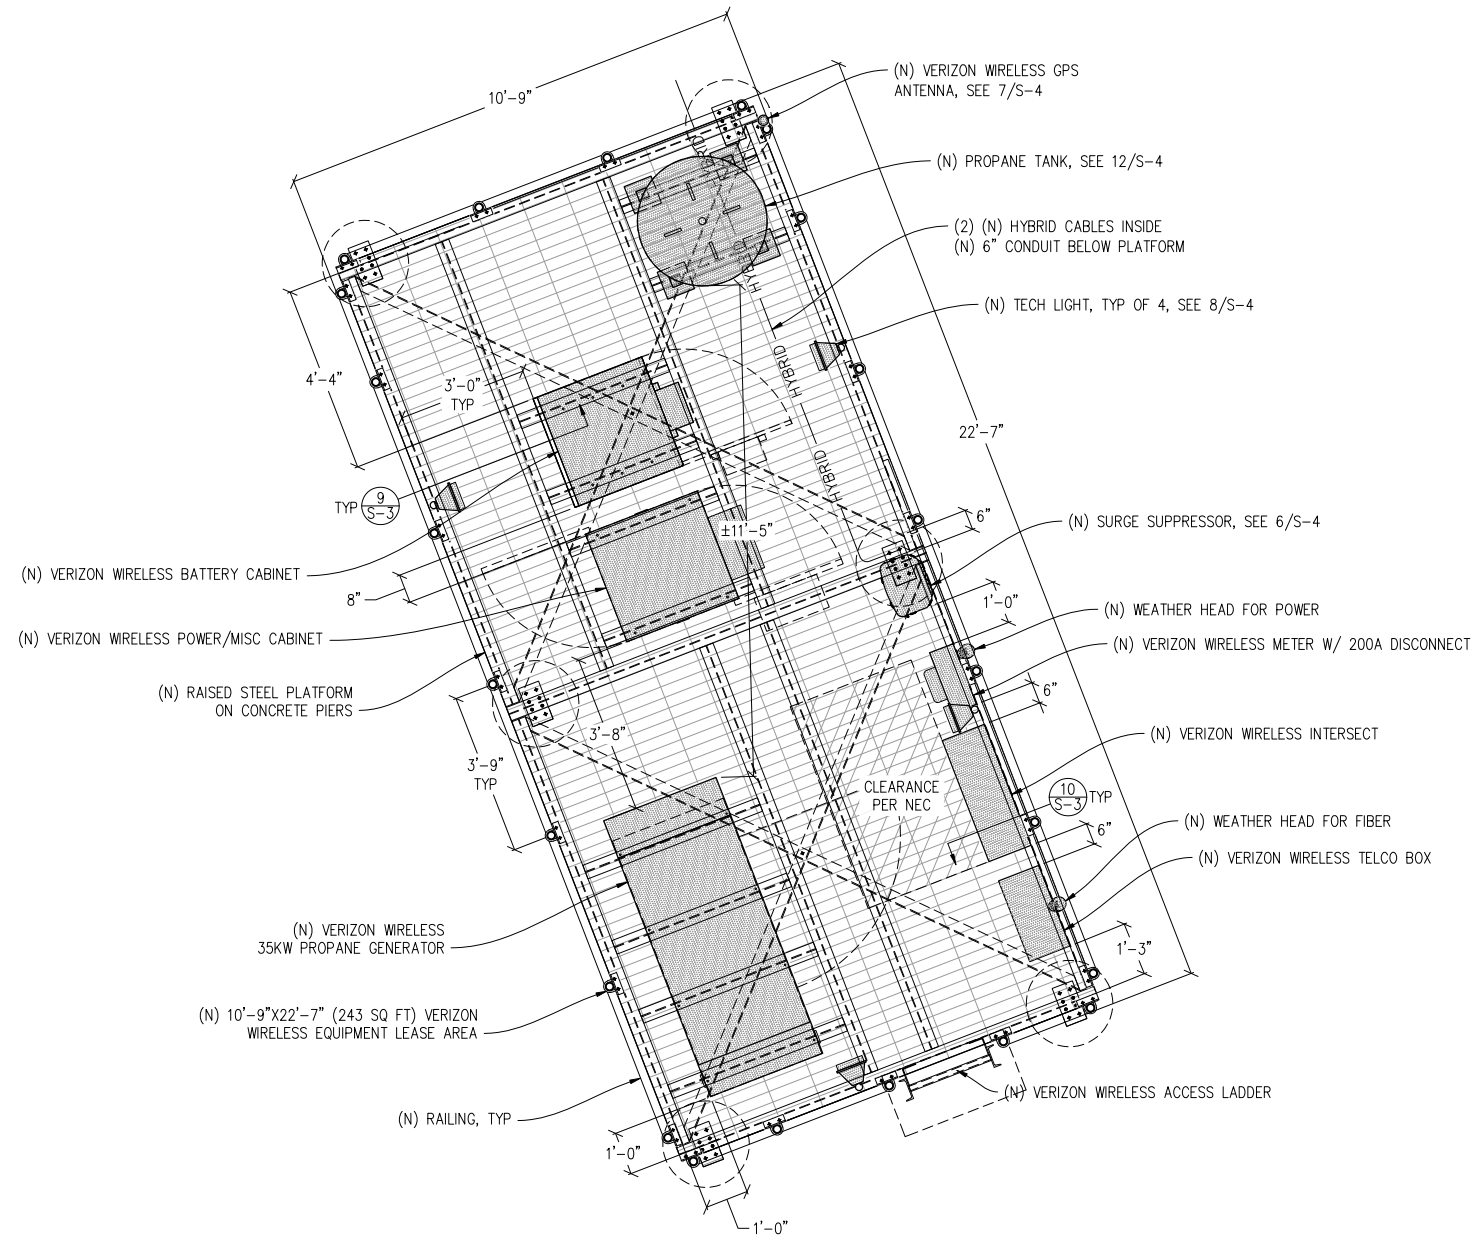 10'-9"
(N) VERIZON WIRELESS GPS
ANTENNA, SEE 7/S-4
(N) PROPANE TANK, SEE 12/S-4
(2) (N) HYBRID CABLES INSIDE
(N) 6" CONDUIT BELOW PLATFORM
(N) TECH LIGHT, TYP OF 4, SEE 8/S-4
HYBRID
HYBRID
HYBRID
HYBRID
HYBRID
4'-4"
3'-0"
TYP
22'-7"
TYP
9
S-3
±11'-5"
6"
(N) SURGE SUPPRESSOR, SEE 6/S-4
(N) VERIZON WIRELESS BATTERY CABINET
8"
1'-0"
(N) WEATHER HEAD FOR POWER
(N) VERIZON WIRELESS POWER/MISC CABINET
(N) VERIZON WIRELESS METER W/ 200A DISCONNECT
(N) RAISED STEEL PLATFORM
ON CONCRETE PIERS
6"
3'-8"
(N) VERIZON WIRELESS INTERSECT
3'-9"
TYP
CLEARANCE
PER NEC
10
S-3
TYP
6"
(N) WEATHER HEAD FOR FIBER
(N) VERIZON WIRELESS TELCO BOX
(N) VERIZON WIRELESS
35KW PROPANE GENERATOR
1'-3"
(N) 10'-9"X22'-7" (243 SQ FT) VERIZON
WIRELESS EQUIPMENT LEASE AREA
(N) VERIZON WIRELESS ACCESS LADDER
(N) RAILING, TYP
1'-0"
1'-0"